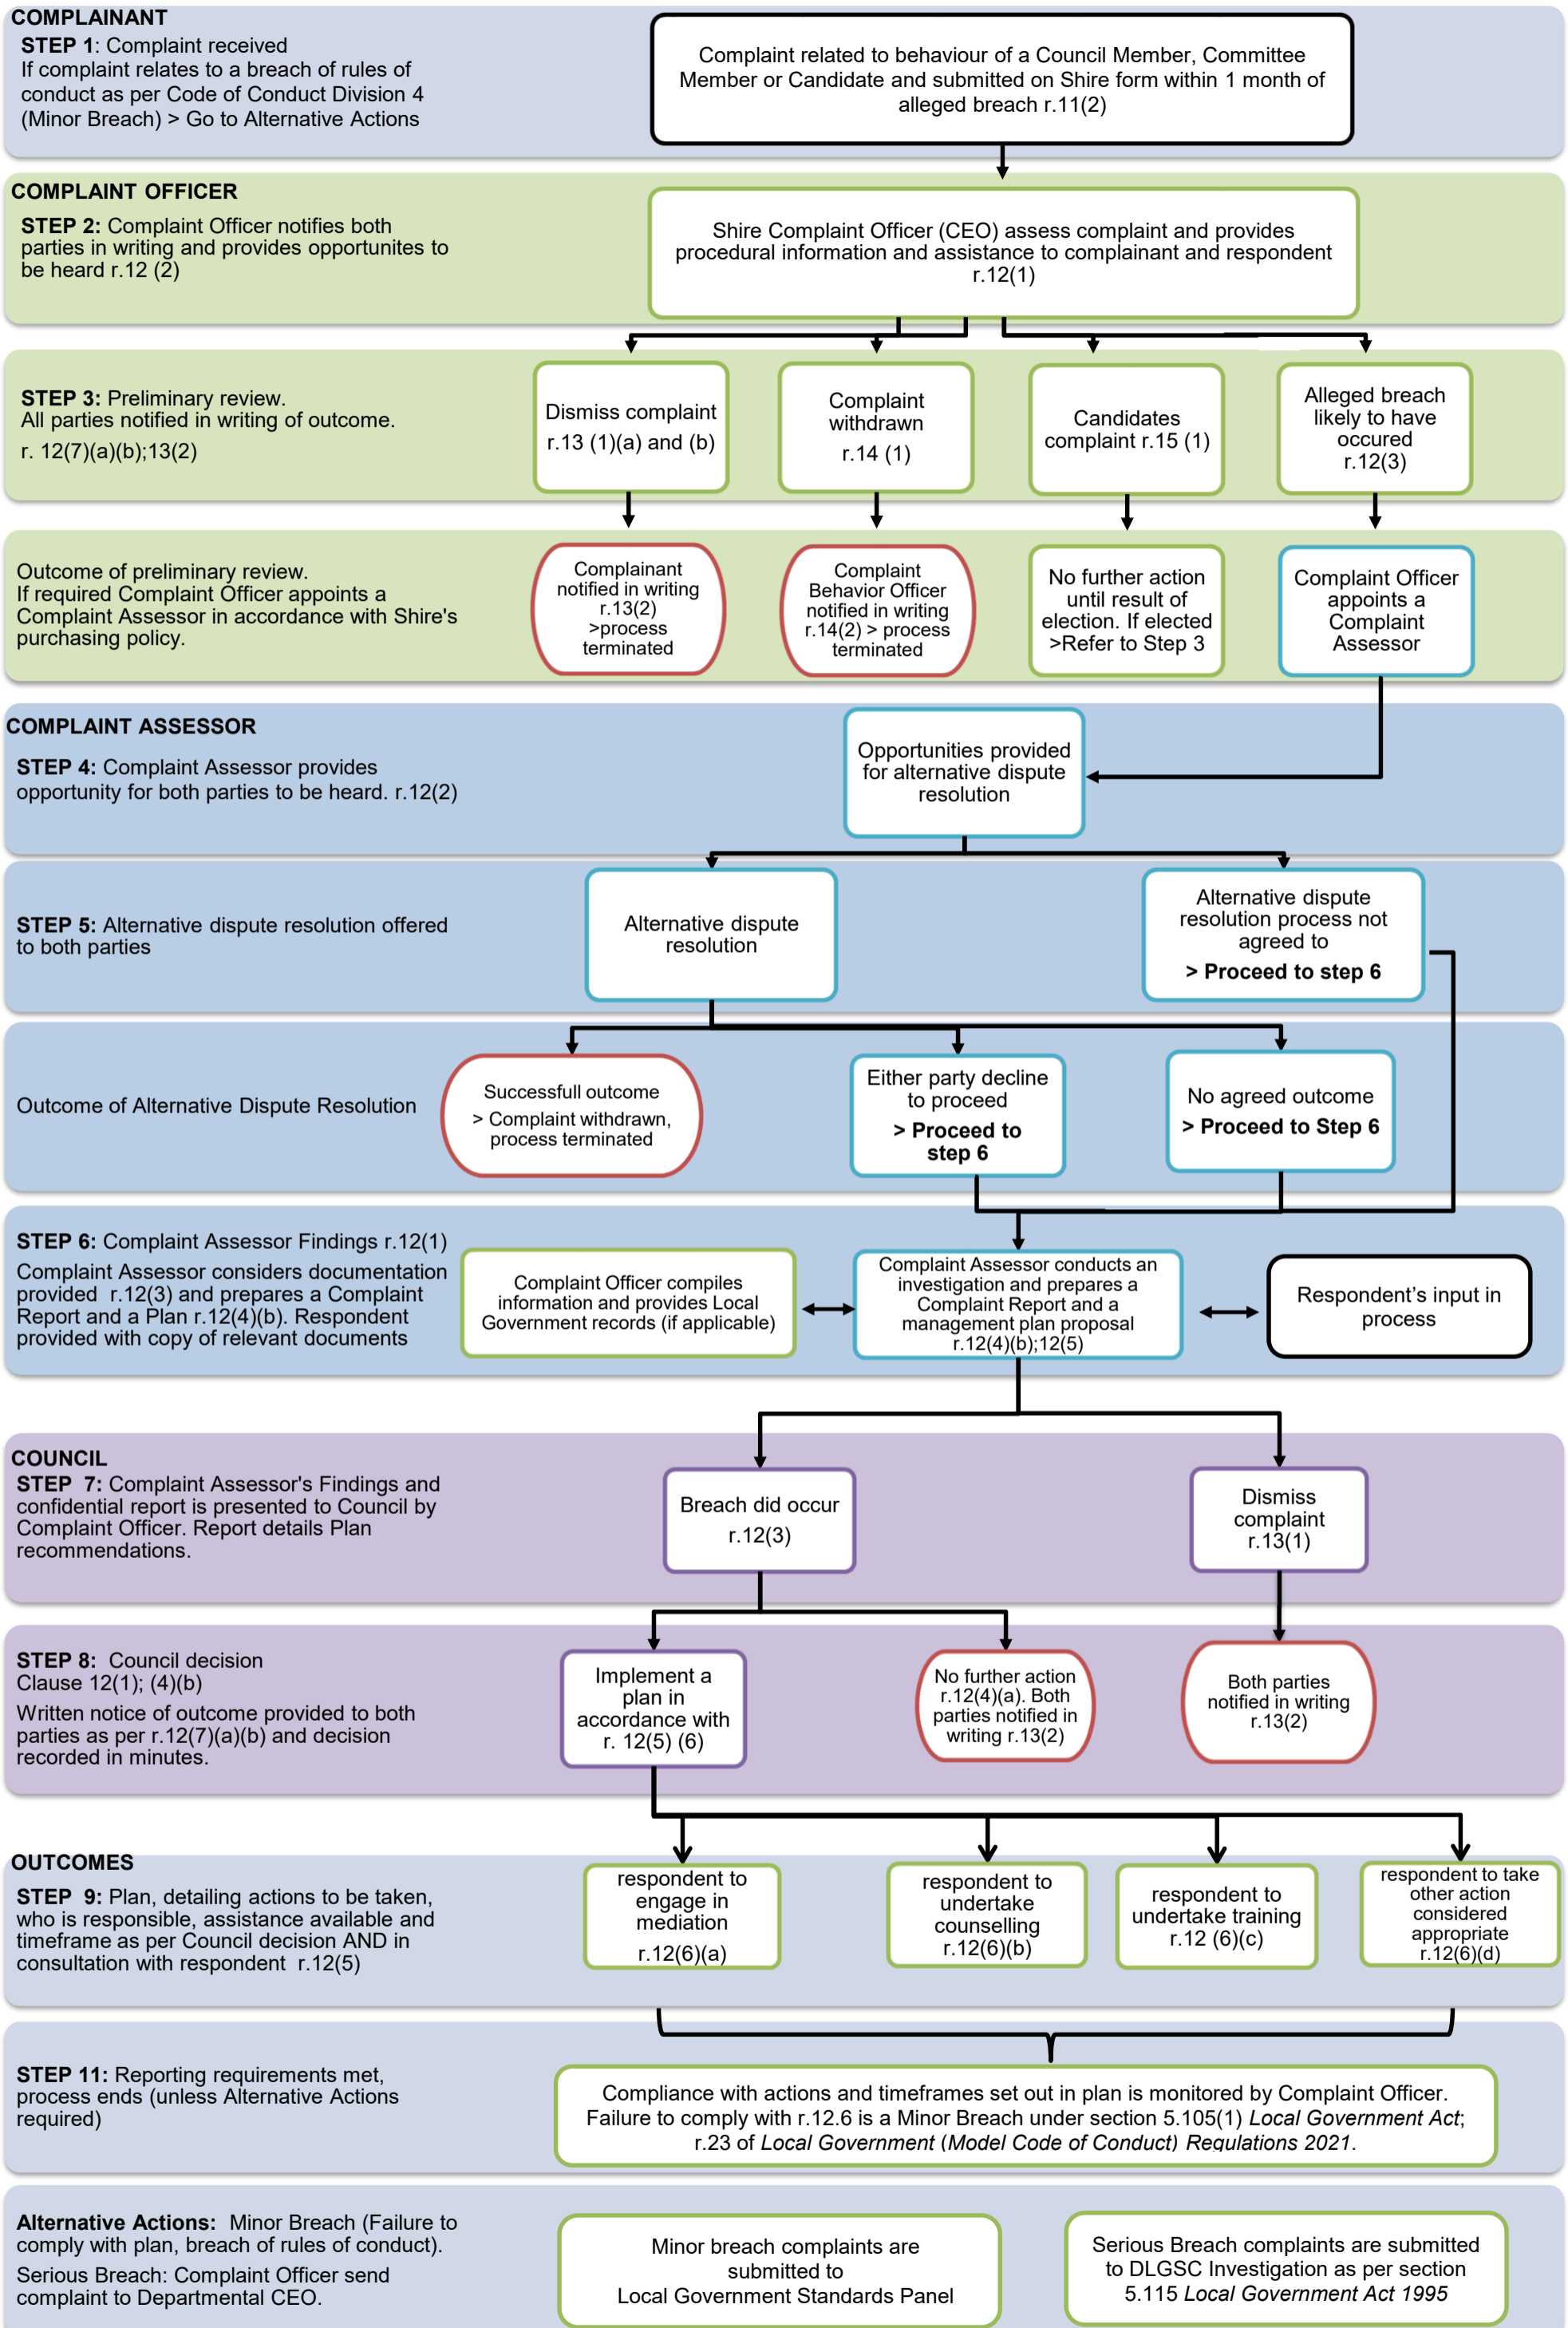 COMPLAINANT
STEP 1: Complaint received
If complaint relates to a breach of rules of
conduct as per Code of Conduct Division 4
(Minor Breach) > Go to Alternative Actions
Complaint related to behaviour of a Council Member, Committee
Member or Candidate and submitted on Shire form within 1 month of
alleged breach r.11(2)
COMPLAINT OFFICER
STEP 2: Complaint Officer notifies both
parties in writing and provides opportunites to
be heard r.12 (2)
Shire Complaint Officer (CEO) assess complaint and provides
procedural information and assistance to complainant and respondent
r.12(1)
STEP 3: Preliminary review.
All parties notified in writing of outcome.
r. 12(7)(a)(b);13(2)
Dismiss complaint
r.13 (1)(a) and (b)
Complaint
withdrawn
r.14 (1)
Candidates
complaint r.15 (1)
Alleged breach
likely to have
occured
r.12(3)
Outcome of preliminary review.
If required Complaint Officer appoints a
Complaint Assessor in accordance with Shire's
purchasing policy.
Complainant
notified in writing
r.13(2)
>process
terminated
Complaint
Behavior Officer
notified in writing
r.14(2) > process
terminated
No further action
until result of
election. If elected
>Refer to Step 3
Complaint Officer
appoints a
Complaint
Assessor
COMPLAINT ASSESSOR
STEP 4: Complaint Assessor provides
opportunity for both parties to be heard. r.12(2)
Opportunities provided
for alternative dispute
resolution
STEP 5: Alternative dispute resolution offered
to both parties
Alternative dispute
resolution
Alternative dispute
resolution process not
agreed to
> Proceed to step 6
Outcome of Alternative Dispute Resolution
Successfull outcome
> Complaint withdrawn,
process terminated
Either party decline
to proceed
> Proceed to
step 6
No agreed outcome
> Proceed to Step 6
STEP 6: Complaint Assessor Findings r.12(1)
Complaint Assessor considers documentation
provided r.12(3) and prepares a Complaint
Report and a Plan r.12(4)(b). Respondent
provided with copy of relevant documents
Complaint Officer compiles
information and provides Local
Government records (if applicable)
Complaint Assessor conducts an
investigation and prepares a
Complaint Report and a
management plan proposal
r.12(4)(b);12(5)
Respondent’s input in
process
COUNCIL
STEP 7: Complaint Assessor's Findings and
confidential report is presented to Council by
Complaint Officer. Report details Plan
recommendations.
Breach did occur
r.12(3)
Dismiss
complaint
r.13(1)
STEP 8: Council decision
Clause 12(1); (4)(b)
Written notice of outcome provided to both
parties as per r.12(7)(a)(b) and decision
recorded in minutes.
Implement a
plan in
accordance with
r. 12(5) (6)
No further action
r.12(4)(a). Both
parties notified in
writing r.13(2)
Both parties
notified in writing
r.13(2)
OUTCOMES
STEP 9: Plan, detailing actions to be taken,
who is responsible, assistance available and
timeframe as per Council decision AND in
consultation with respondent r.12(5)
respondent to
engage in
mediation
r.12(6)(a)
respondent to
undertake
counselling
r.12(6)(b)
respondent to
undertake training
r.12 (6)(c)
respondent to take
other action
considered
appropriate
r.12(6)(d)
STEP 11: Reporting requirements met,
process ends (unless Alternative Actions
required)
Compliance with actions and timeframes set out in plan is monitored by Complaint Officer.
Failure to comply with r.12.6 is a Minor Breach under section 5.105(1) Local Government Act;
r.23 of Local Government (Model Code of Conduct) Regulations 2021.
Alternative Actions: Minor Breach (Failure to
comply with plan, breach of rules of conduct).
Serious Breach: Complaint Officer send
complaint to Departmental CEO.
Minor breach complaints are
submitted to
Local Government Standards Panel
Serious Breach complaints are submitted
to DLGSC Investigation as per section
5.115 Local Government Act 1995